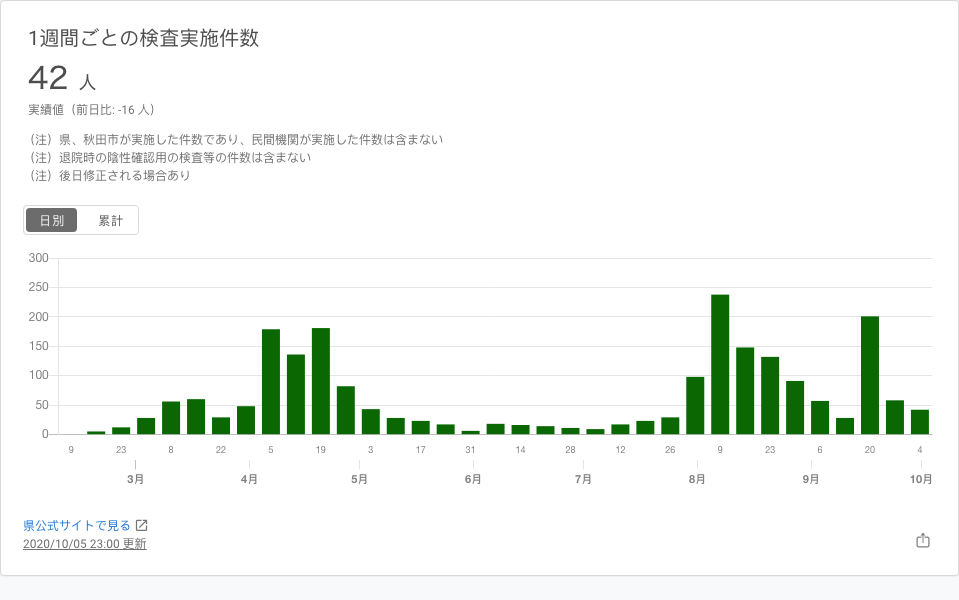 1週間ごとの検査実施件数
42 人
実績値（前日比: -16 人）
（注）県、秋田市が実施した件数であり、民間機関が実施した件数は含まない
（注）退院時の陰性確認用の検査等の件数は含まない
（注）後日修正される場合あり
日別 累計
300
250
200
150
100
50
0
9 23 8 22 5 19 3 17 31 14 28 12 26 9 23 6 20 4
3月 4月 5月 6月 7月 8月 9月 10月
県公式サイトで見る
2020/10/05 23:00 更新